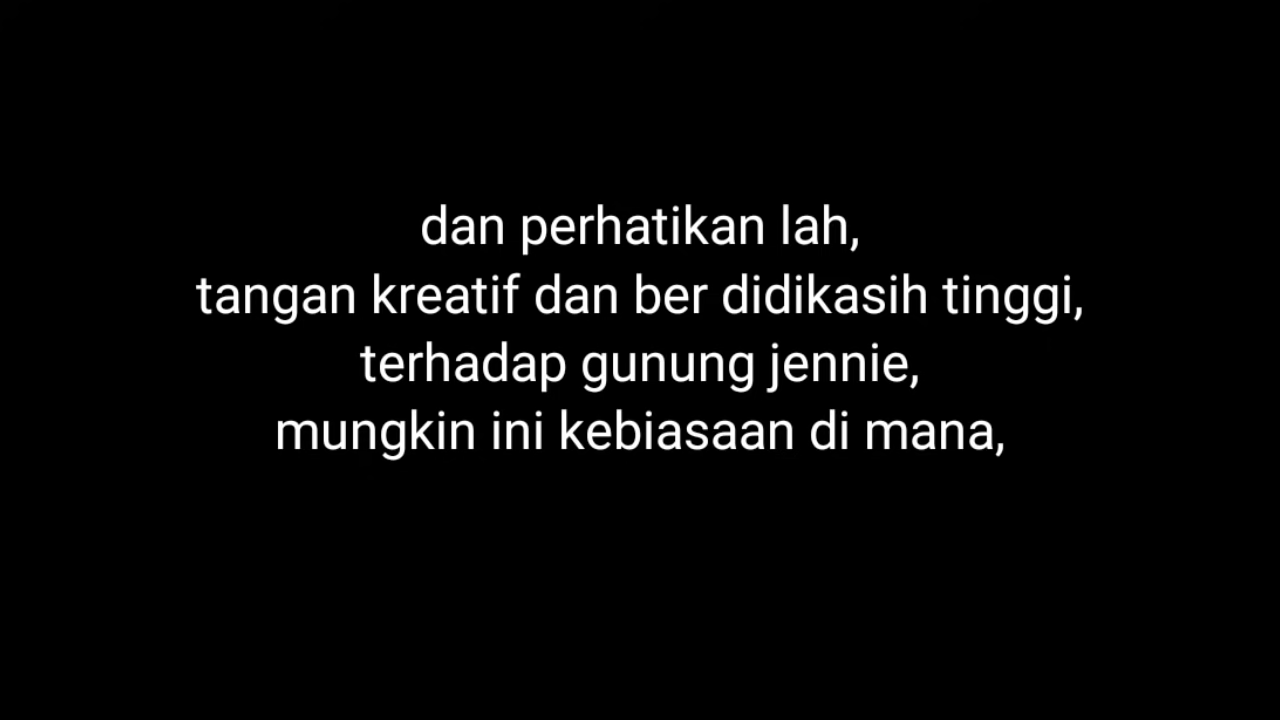 dan perhatikan lah,
tangan kreatif dan ber didikasih tinggi,
terhadap gunung jennie,
mungkin ini kebiasaan di mana,